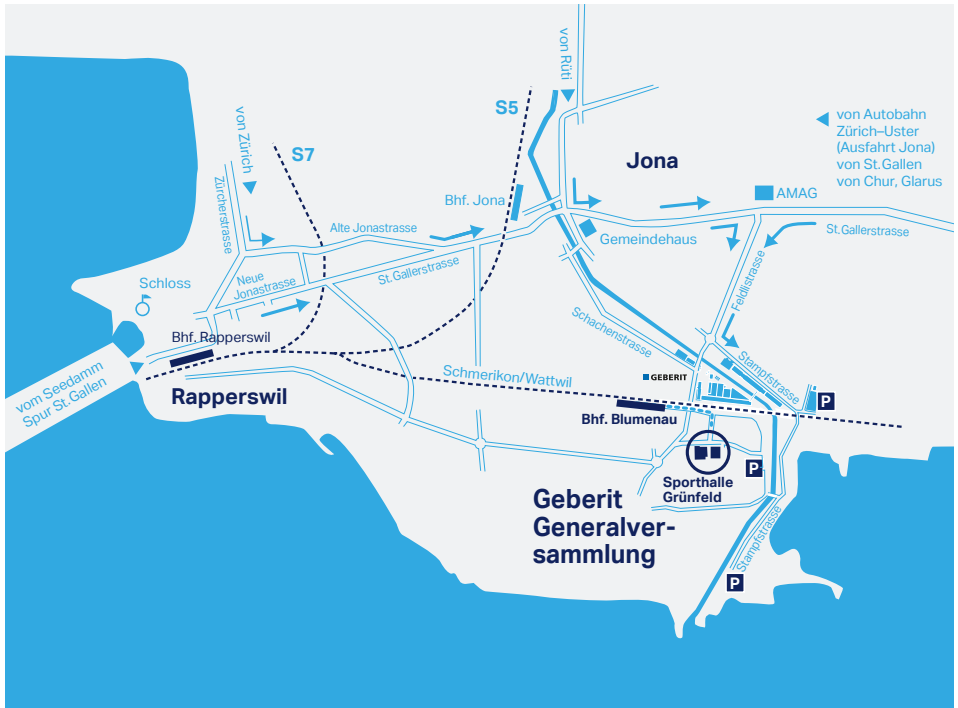 von Rüti
von Zürich
S5
S7
von Autobahn
Zürich–Uster
(Ausfahrt Jona)
von St.Gallen
von Chur, Glarus
Jona
Zürcherstrasse
Bhf. Jona
AMAG
Alte Jonastrasse
Gemeindehaus
St.Gallerstrasse
St.Gallerstrasse
Neue
Jonastrasse
Schloss
Feldlistrasse
Schachenstrasse
Bhf. Rapperswil
Stampfstrasse
vom Seedamm
Spur St.Gallen
Schmerikon/Wattwil
GEBERIT
Rapperswil
P
Bhf. Blumenau
P
Sporthalle
Grünfeld
Geberit
Generalver-
sammlung
Stampfstrasse
P